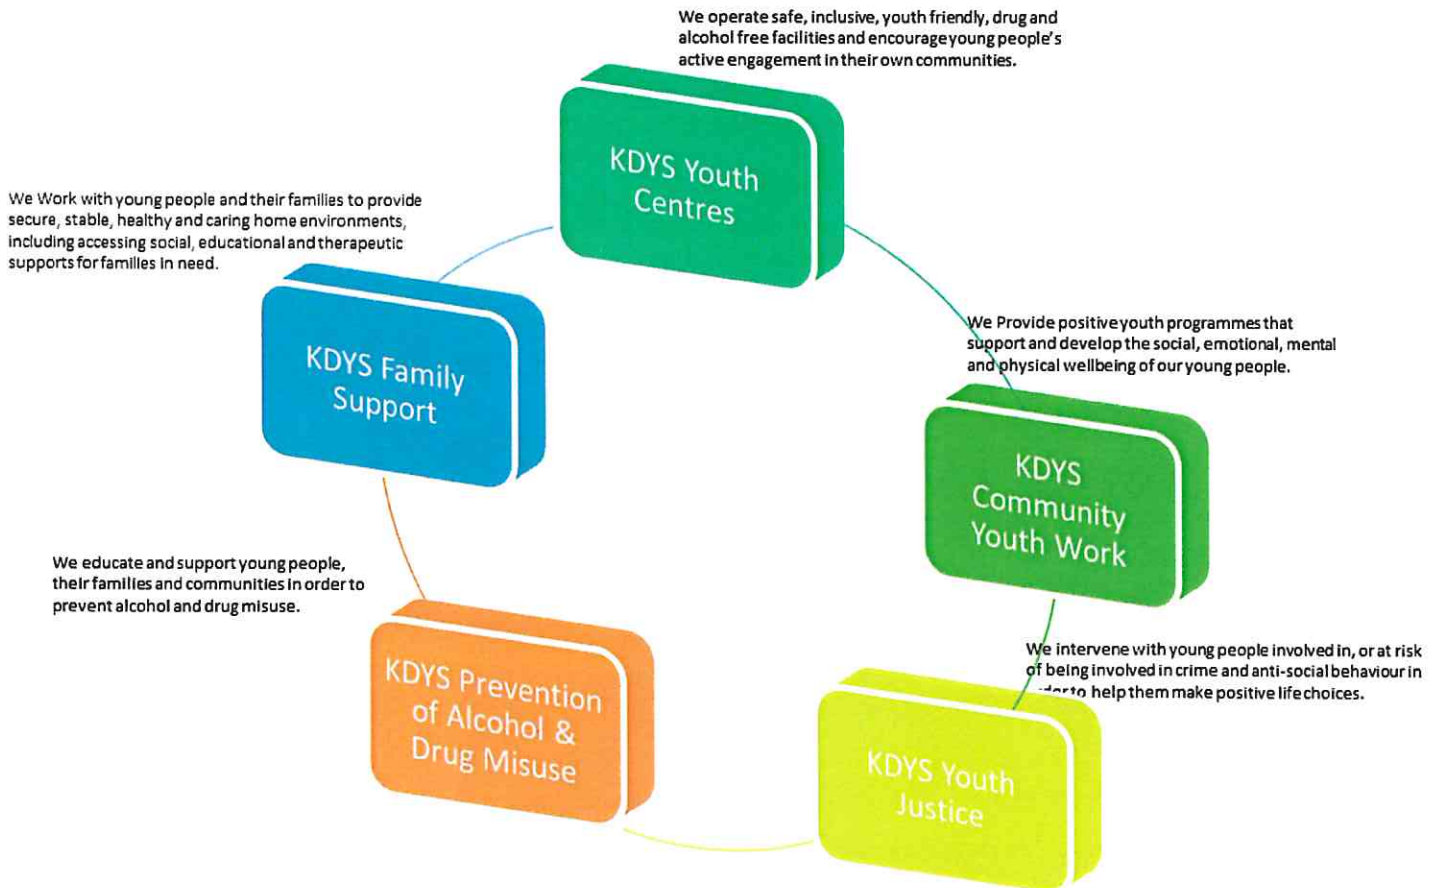 We operate safe, inclusive, youth friendly, drug and
alcohol free facilities and encourage young people's
active engagement in their own communities.
KDYS Youth
Centres
We Work with young people and their families to provide
secure, stable, healthy and caring home environments,
including accessing social, educational and therapeutic
supports for families in need.
KDYS Family
Support
We Provide positive youth programmes that
support and develop the social, emotional, mental
and physical wellbeing of our young people.
KDYS
Community
Youth Work
We educate and support young people,
their families and communities in order to
prevent alcohol and drug misuse.
KDYS Prevention
of Alcohol &
Drug Misuse
We intervene with young people involved in, or at risk
of being involved in crime and anti-social behaviour in
order to help them make positive life choices.
KDYS Youth
Justice